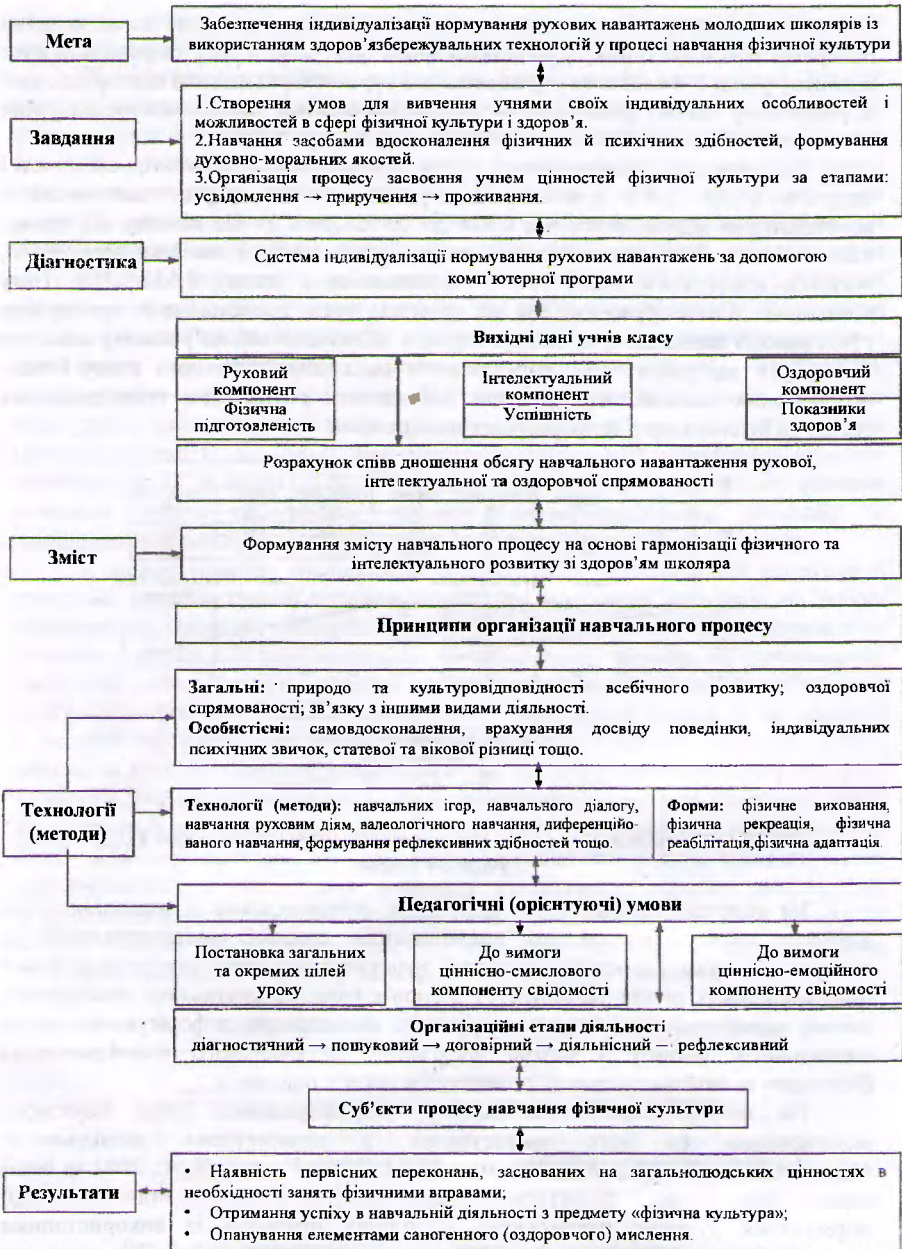 Мета
Забезпечення індивідуалізації нормування рухових навантажень молодших школярів із
використанням здоров’язбережувальних технологій у процесі навчання фізичної культури
Завдання
1.Створення умов для вивчення учнями своїх індивідуальних особливостей і
можливостей в сфері фізичної культури і здоров’я.
2.Навчання засобами вдосконалення фізичних й психічних здібностей, формування
духовно-моральних якостей.
3.Організація процесу засвоєння учнем цінностей фізичної культури за етапами:
усвідомлення → приручення → проживання.
Діагностика
Система індивідуалізації нормування рухових навантажень за допомогою
комп’ютерної програми
Вихідні дані учнів класу
Руховий
компонент
Фізична
підготовленість
Інтелектуальний
компонент
Успішність
Оздоровчий
компонент
Показники
здоров’я
Розрахунок співв дношення обсягу навчального навантаження рухової,
інтелектуальної та оздоровчої спрямованості
Зміст
Формування змісту навчального процесу на основі гармонізації фізичного та
інтелектуального розвитку зі здоров’ям школяра
Принципи організації навчального процесу
Загальні: природо та культуровідповідності всебічного розвитку; оздоровчої
спрямованості; зв’язку з іншими видами діяльності.
Особистісні: самовдосконалення, врахування досвіду поведінки, індивідуальних
психічних звичок, статевої та вікової різниці тощо.
Технології
(методи)
Технології (методи): навчальних ігор, навчального діалогу,
навчання руховим діям, валеологічного навчання, диференційо-
ваного навчання, формування рефлексивних здібностей тощо.
Форми: фізичне виховання,
фізична рекреація, фізична
реабілітація,фізична адаптація.
Педагогічні (орієнтуючі) умови
Постановка загальних
та окремих цілей
уроку
До вимоги
ціннісно-смислового
компоненту свідомості
До вимоги
ціннісно-емоційного
компоненту свідомості
Організаційні етапи діяльності
діагностичний → пошуковий → договірний → діяльнісний → рефлексивний
Суб’єкти процесу навчання фізичної культури
Результати
• Наявність первісних переконань, заснованих на загальнолюдських цінностях в
необхідності занять фізичними вправами;
• Отримання успіху в навчальній діяльності з предмету «фізична культура»;
• Опанування елементами саногенного (оздоровчого) мислення.